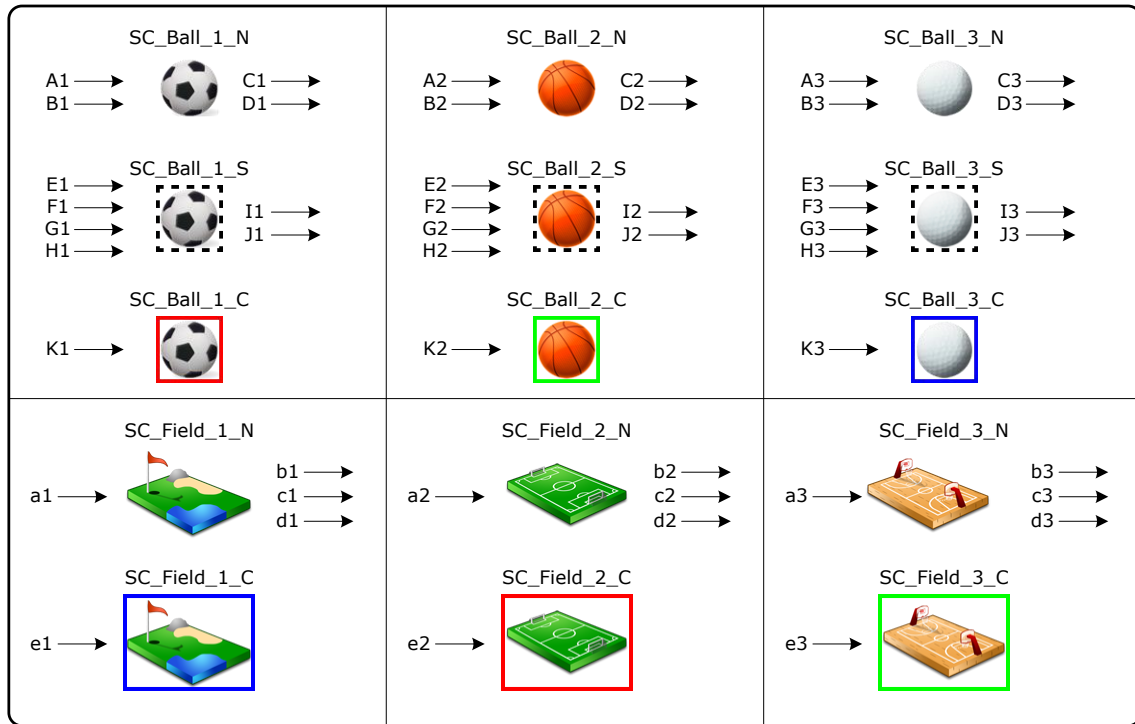 SC_Ball_1_N
A1
B1
C1
D1
SC_Ball_1_S
E1
F1
G1
H1
I1
J1
SC_Ball_1_C
K1
SC_Ball_2_N
A2
B2
C2
D2
SC_Ball_2_S
E2
F2
G2
H2
I2
J2
SC_Ball_2_C
K2
SC_Ball_3_N
A3
B3
C3
D3
SC_Ball_3_S
E3
F3
G3
H3
I3
J3
SC_Ball_3_C
K3
SC_Field_1_N
a1
b1
c1
d1
SC_Field_1_C
e1
SC_Field_2_N
a2
b2
c2
d2
SC_Field_2_C
e2
SC_Field_3_N
a3
b3
c3
d3
SC_Field_3_C
e3